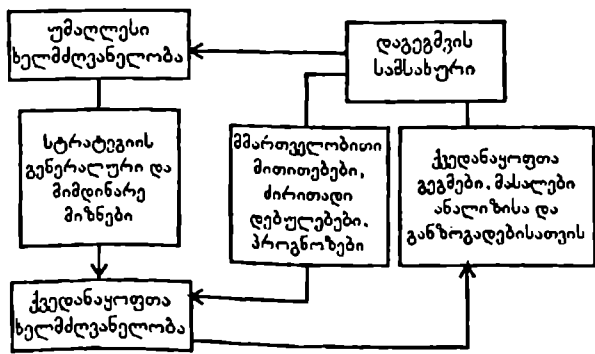 უმაღლესი
ხელმძღვანელობა
დაგეგმვის
სამსახური
სტრატეგიის
გენერალური და
მიმდინარე
მიზნები
მმართველობითი
მითითებები,
ძირითადი
დებულებები.
პროგნოზები
ქვედანაყოფთა
გეგმები. მასალები
ანალიზისა და
განზოგადებისათვის
ქვედანაყოფთა
ხელმძღვანელობა